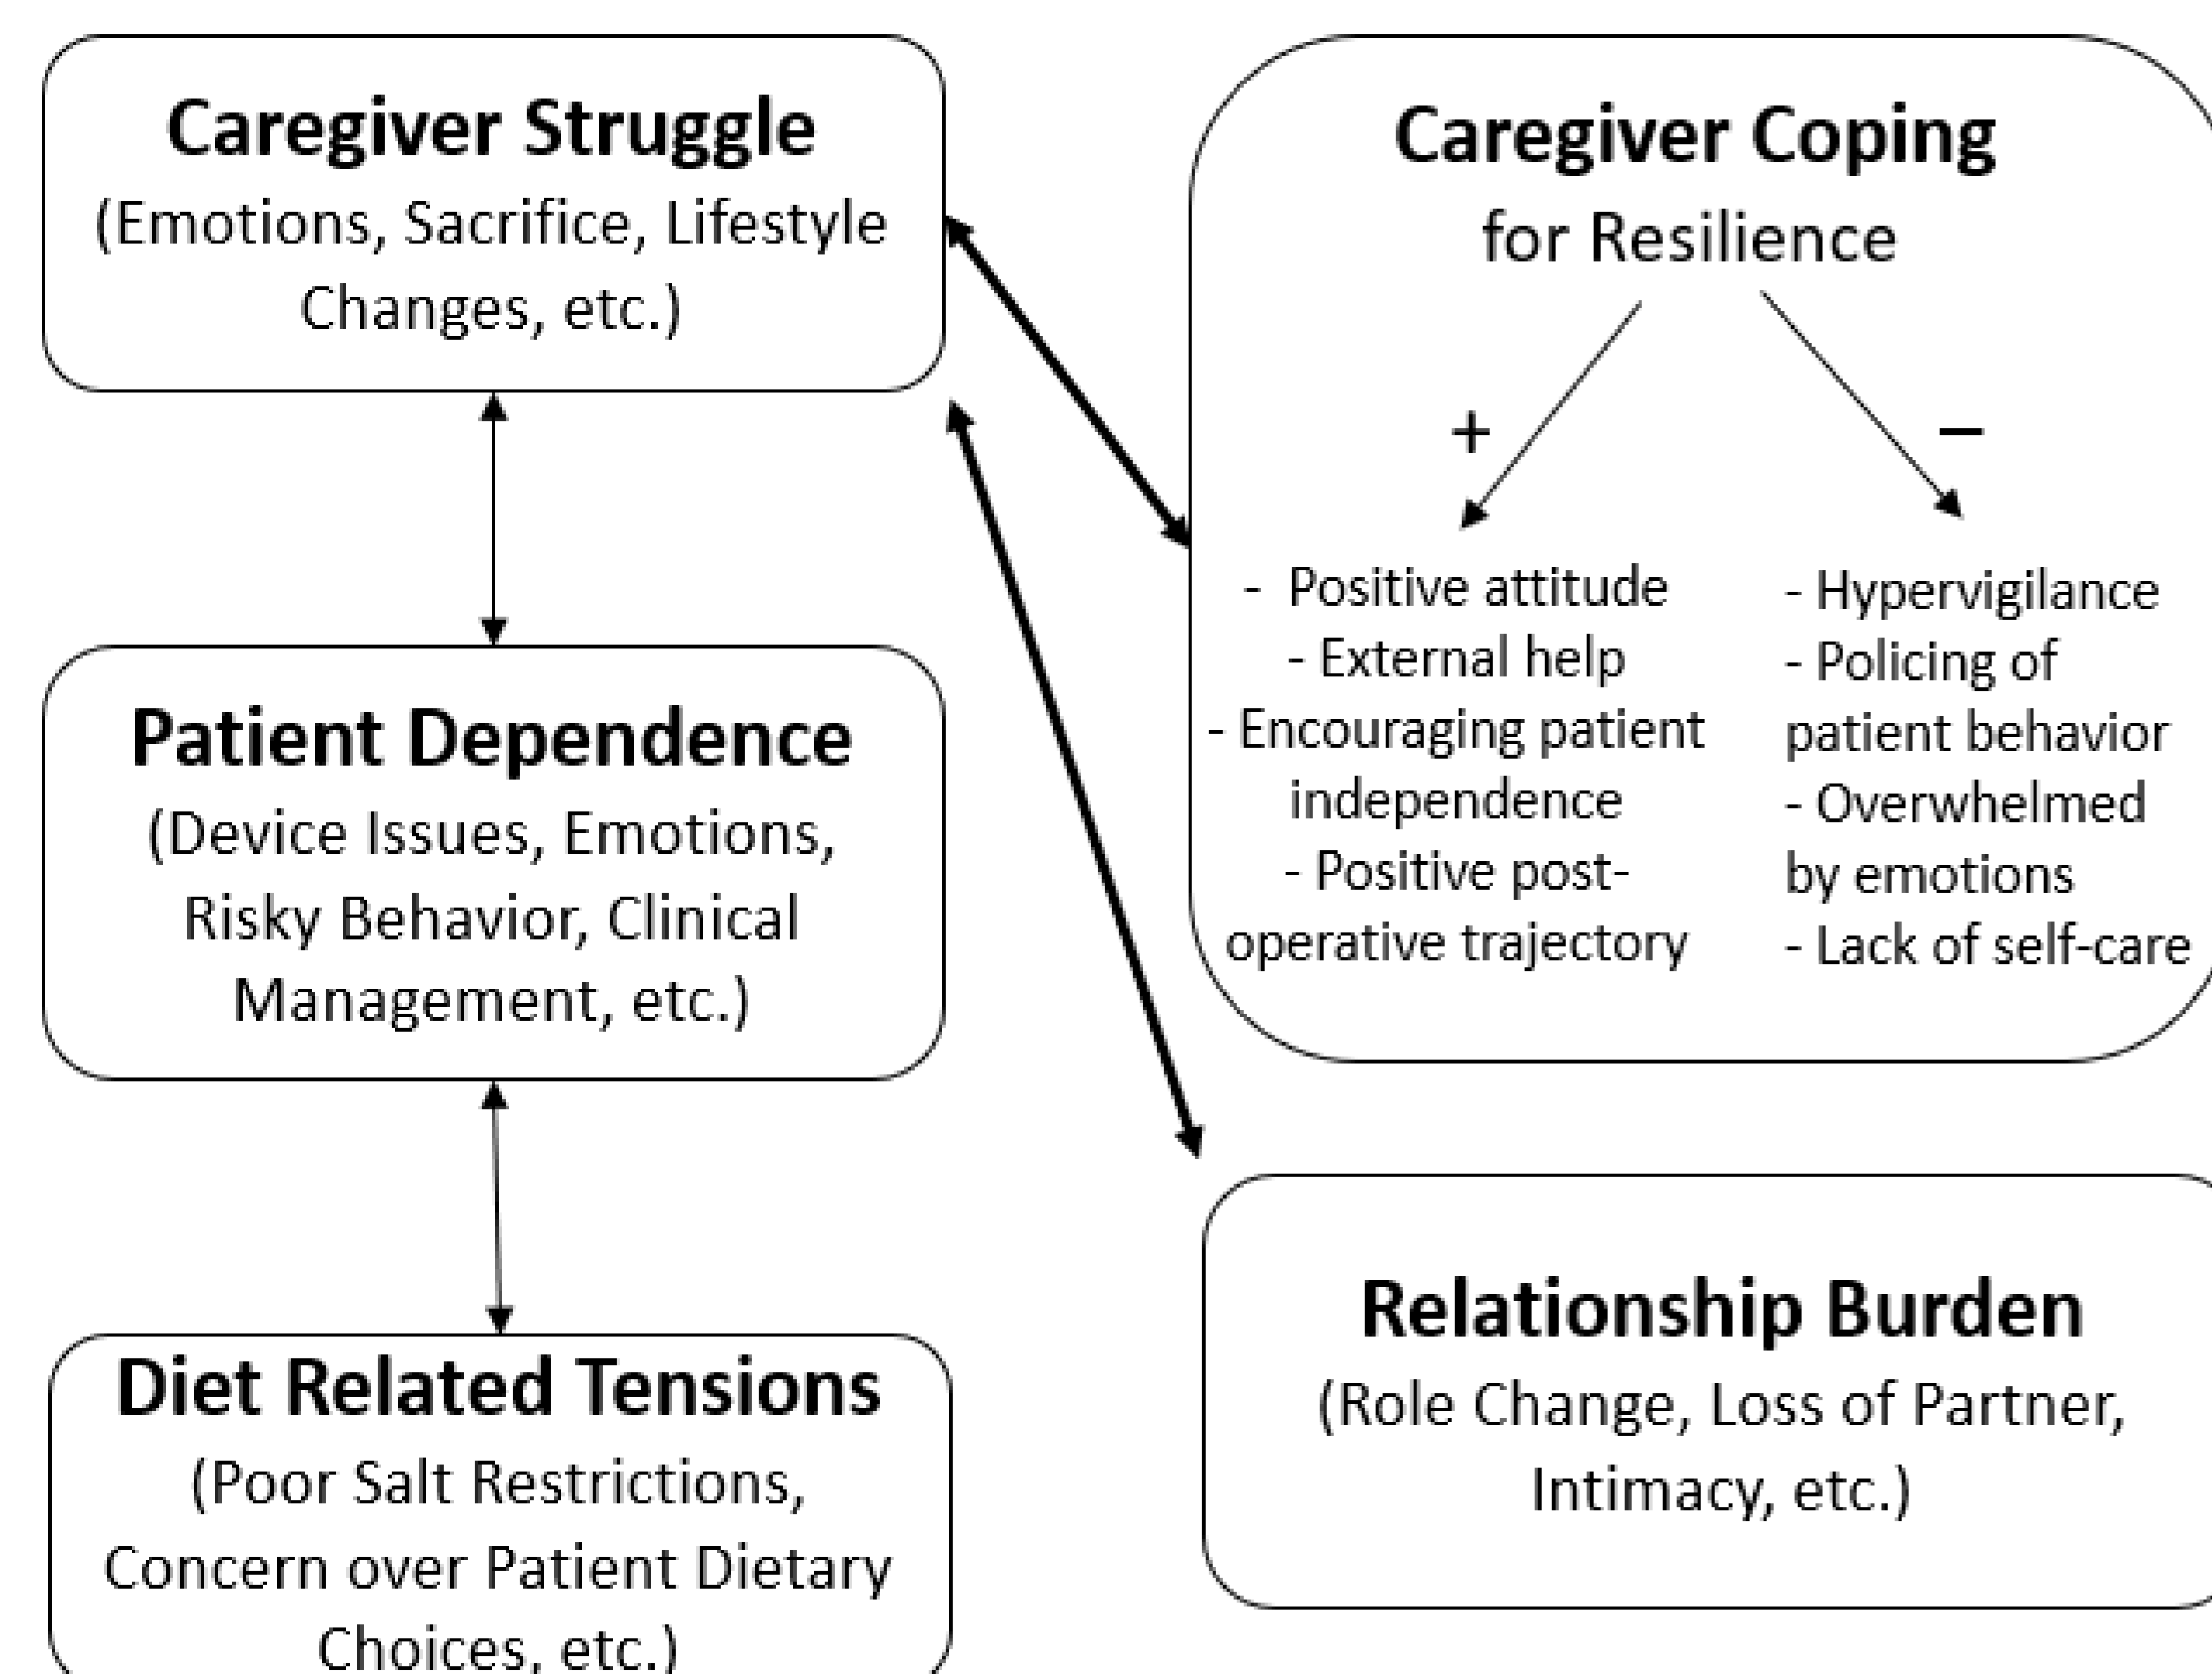 Caregiver Struggle
(Emotions, Sacrifice, Lifestyle
Changes, etc.)
Patient Dependence
(Device Issues, Emotions,
Risky Behavior, Clinical
Management, etc.)
Diet Related Tensions
(Poor Salt Restrictions,
Concern over Patient Dietary
Choices, etc.)
Caregiver Coping
for Resilience
+
–
- Positive attitude
- External help
- Encouraging patient
independence
- Positive post-
operative trajectory
- Hypervigilance
- Policing of
patient behavior
- Overwhelmed
by emotions
- Lack of self-care
Relationship Burden
(Role Change, Loss of Partner,
Intimacy, etc.)